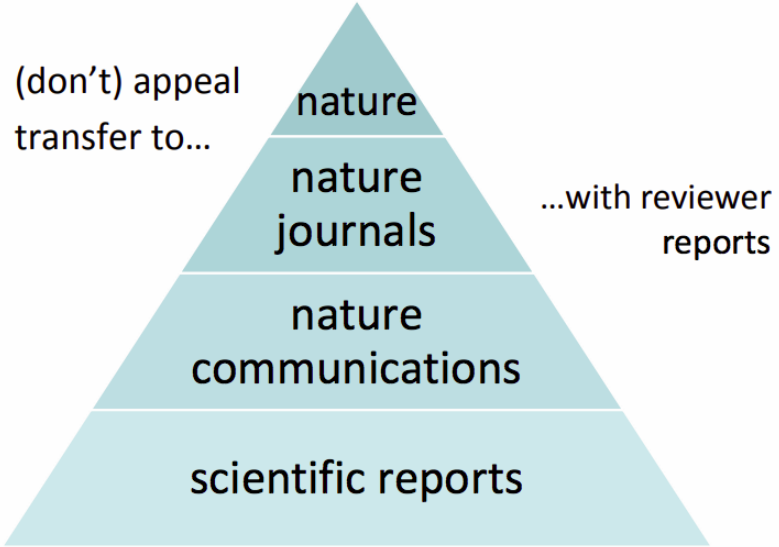 (don’t) appeal
transfer to...
nature
nature
journals
...with reviewer
reports
nature
communications
scientific reports